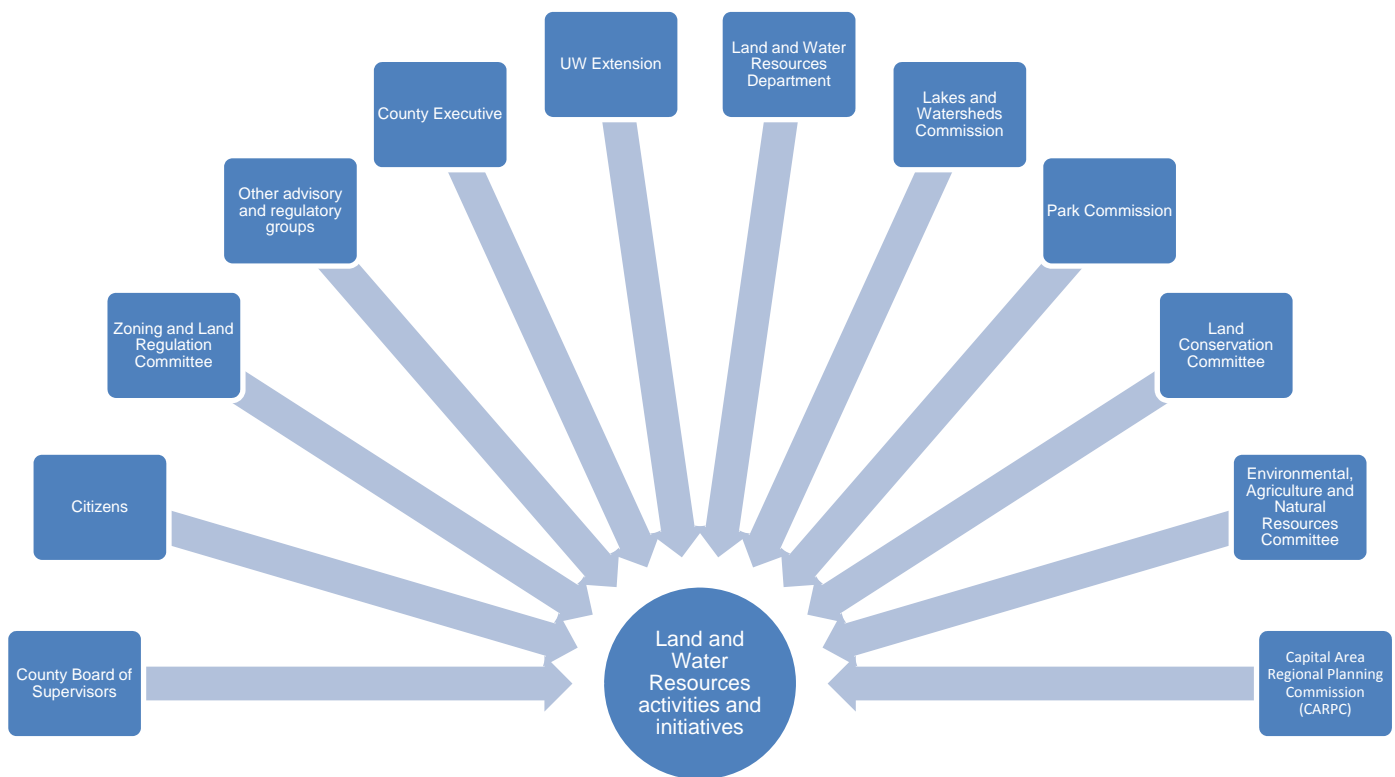 UW Extension
Land and Water
Resources
Department
County Executive
Lakes and
Watersheds
Commission
Other advisory
and regulatory
groups
Park Commission
Zoning and Land
Regulation
Committee
Land
Conservation
Committee
Citizens
Environmental,
Agriculture and
Natural
Resources
Committee
County Board of
Supervisors
Land and
Water
Resources
activities and
initiatives
Capital Area
Regional Planning
Commission
(CARPC)